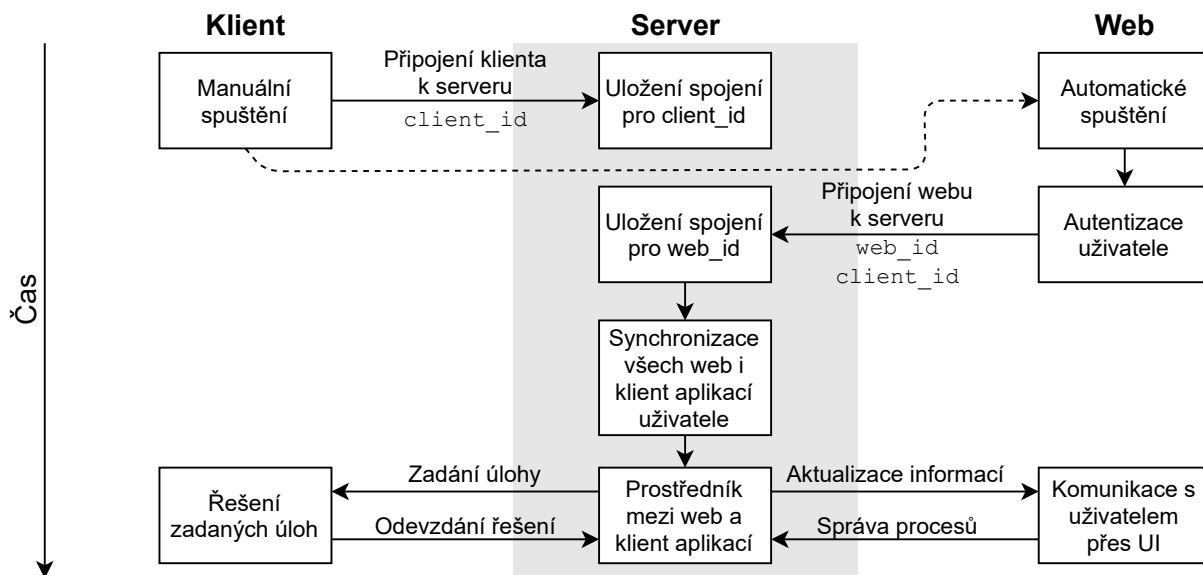 Klient
Server
Web
Manuální
spuštění
Připojení klienta
k serveru
client_id
Uložení spojení
pro client_id
Automatické
spuštění
Uložení spojení
pro web_id
Připojení webu
k serveru
web_id
client_id
Autentizace
uživatele
Čas
Synchronizace
všech web i
klient aplikací
uživatele
Řešení
zadaných úloh
Zadání úlohy
Odevzdání řešení
Prostředník
mezi web a
klient aplikací
Aktualizace informací
Správa procesů
Komunikace s
uživatelem
přes UI